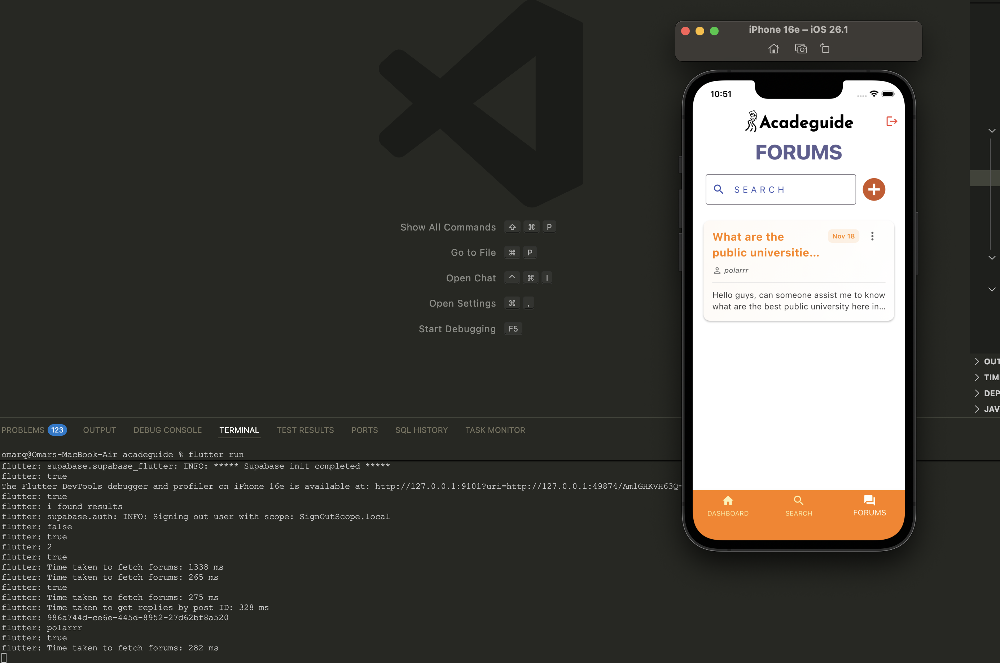 Show All Commands ⇧ ⌘ P
Go to File ⌘ P
Open Chat ^ ⌘ I
Open Settings ⌘ ,
Start Debugging F5
PROBLEMS 123 OUTPUT DEBUG CONSOLE TERMINAL TEST RESULTS PORTS SQL HISTORY TASK MONITOR
omarq@Omars-MacBook-Air acadeguide % flutter run
flutter: supabase.supabase_flutter: INFO: ***** Supabase init completed *****
flutter: true
The Flutter DevTools debugger and profiler on iPhone 16e is available at: http://127.0.0.1:9101?uri=http://127.0.0.1:49874/Am1GHKVH63Q=
flutter: true
flutter: i found results
flutter: supabase.auth: INFO: Signing out user with scope: SignOutScope.local
flutter: false
flutter: true
flutter: 2
flutter: true
flutter: Time taken to fetch forums: 1338 ms
flutter: Time taken to fetch forums: 265 ms
flutter: true
flutter: Time taken to fetch forums: 275 ms
flutter: Time taken to get replies by post ID: 328 ms
flutter: 986a744d-ce6e-445d-8952-27d62bf8a520
flutter: polarrr
flutter: true
flutter: Time taken to fetch forums: 282 ms
iPhone 16e – iOS 26.1
10:51
Acadeguide
FORUMS
SEARCH
What are the
public universitie...
Nov 18
polarrr
Hello guys, can someone assist me to know
what are the best public university here in...
DASHBOARD SEARCH FORUMS
OUT
TIM
DEP
JAV